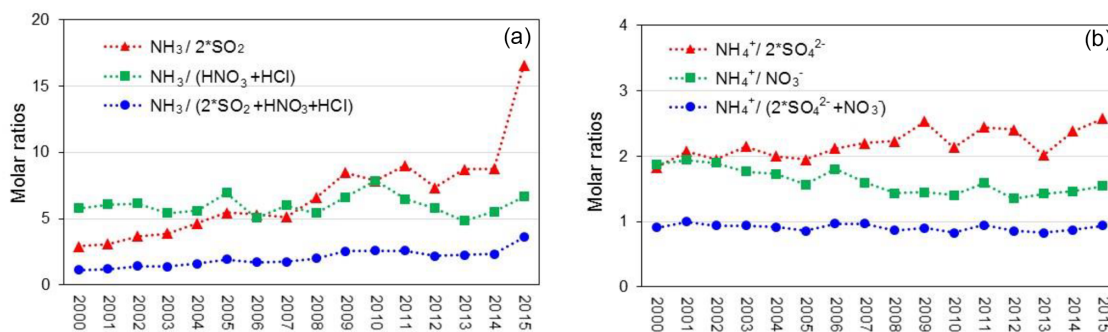 20
15
10
5
0
Molar ratios
(a)
NH₃ / 2*SO₂
NH₃ / (HNO₃ +HCl)
NH₃ / (2*SO₂ +HNO₃+HCl)
2000 2001 2002 2003 2004 2005 2006 2007 2008 2009 2010 2011 2012 2013 2014 2015
4
3
2
1
0
Molar ratios
(b)
NH₄⁺/ 2*SO₄²⁻
NH₄⁺/ NO₃⁻
NH₄⁺/ (2*SO₄²⁻ +NO₃⁻)
2000 2001 2002 2003 2004 2005 2006 2007 2008 2009 2010 2011 2012 2013 2014 2015